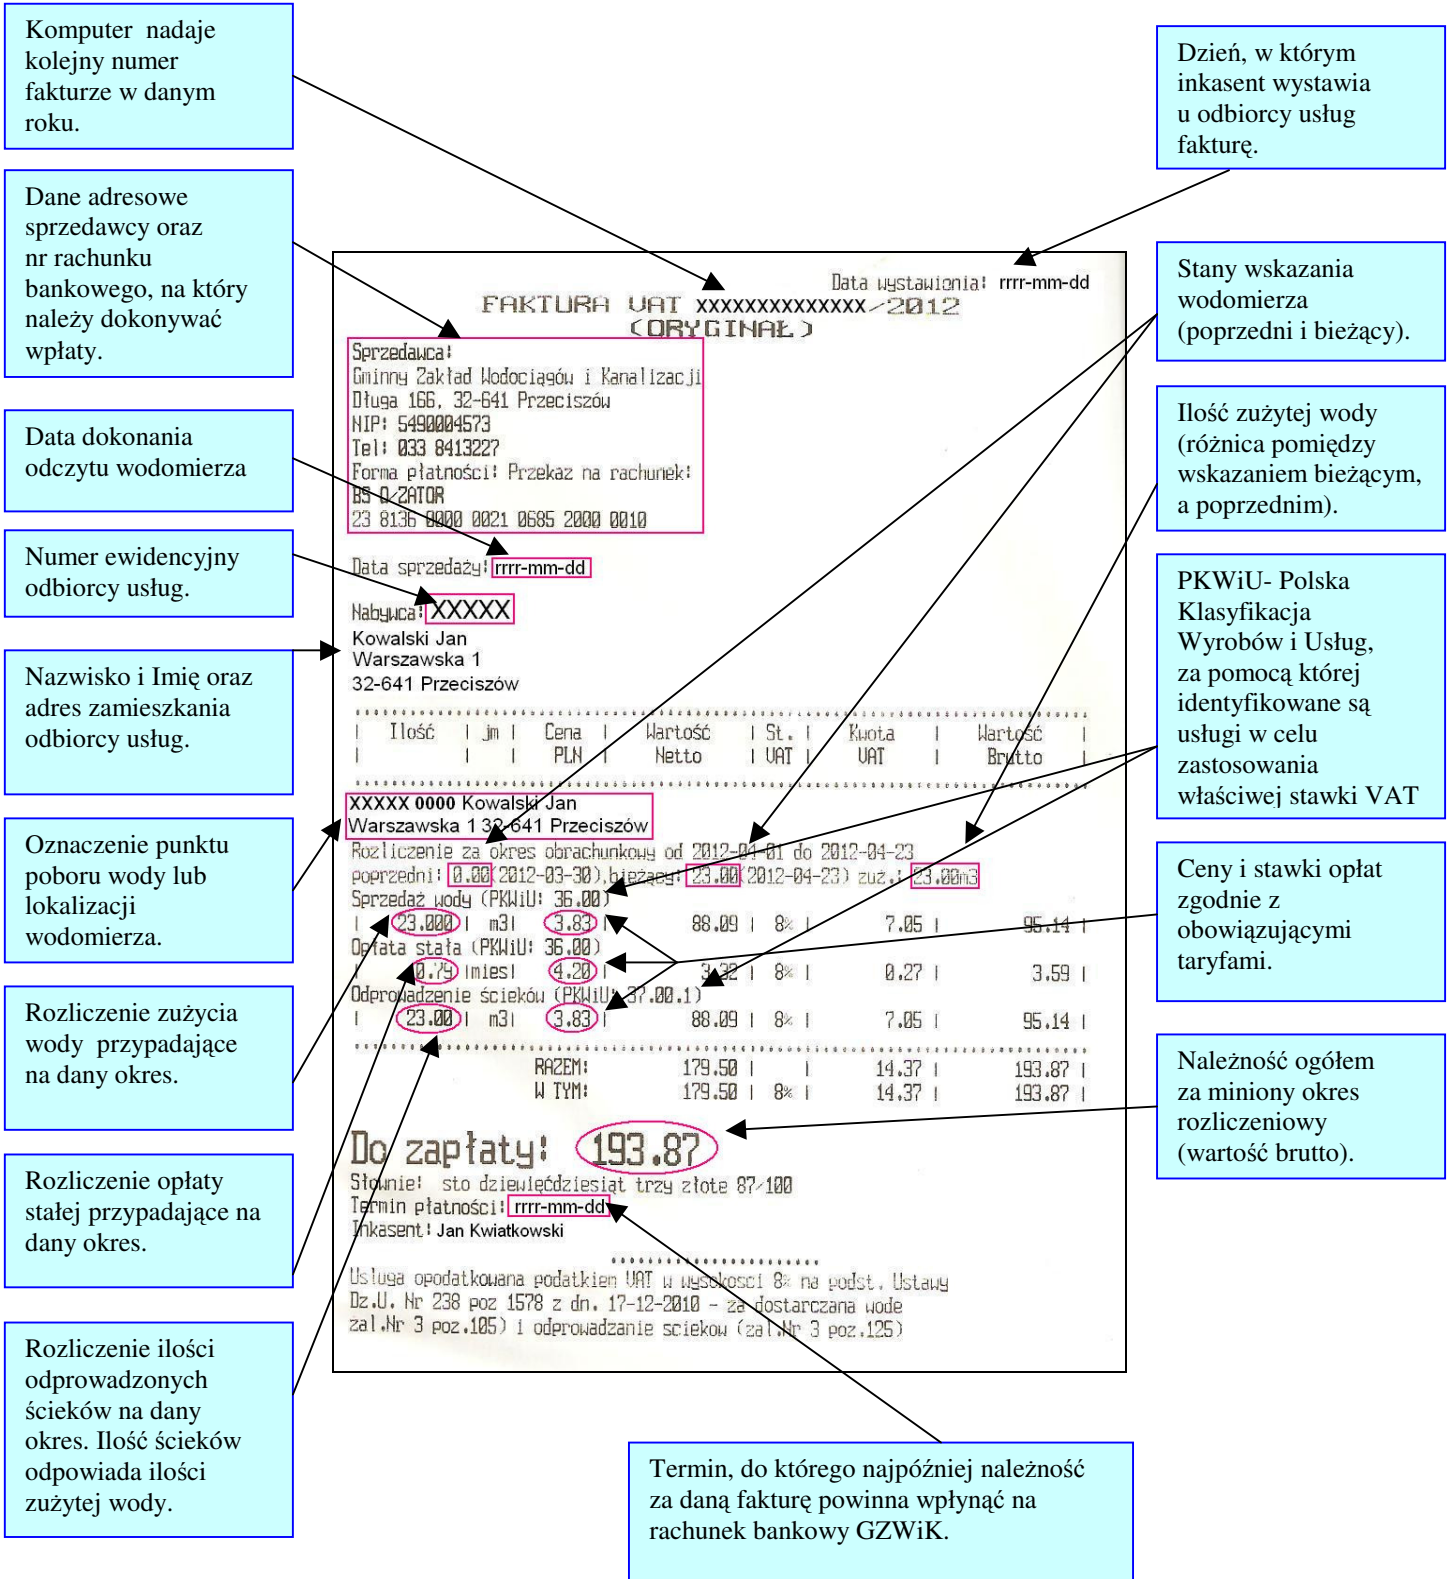 Komputer nadaje
kolejny numer
fakturze w danym
roku.
Dzień, w którym
inkasent wystawia
u odbiorcy usług
fakturę.
Dane adresowe
sprzedawcy oraz
nr rachunku
bankowego, na który
należy dokonywać
wpłaty.
Stany wskazania
wodomierza
(poprzedni i bieżący).
Data dokonania
odczytu wodomierza
Ilość zużytej wody
(różnica pomiędzy
wskazaniem bieżącym,
a poprzednim).
Numer ewidencyjny
odbiorcy usług.
PKWiU- Polska
Klasyfikacja
Wyrobów i Usług,
za pomocą której
identyfikowane są
usługi w celu
zastosowania
właściwej stawki VAT
Nazwisko i Imię oraz
adres zamieszkania
odbiorcy usług.
Oznaczenie punktu
poboru wody lub
lokalizacji
wodomierza.
Ceny i stawki opłat
zgodnie z
obowiązującymi
taryfami.
Rozliczenie zużycia
wody przypadające
na dany okres.
Należność ogółem
za miniony okres
rozliczeniowy
(wartość brutto).
Rozliczenie opłaty
stałej przypadające na
dany okres.
Rozliczenie ilości
odprowadzonych
ścieków na dany
okres. Ilość ścieków
odpowiada ilości
zużytej wody.
Termin, do którego najpóźniej należność
za daną fakturę powinna wpłynąć na
rachunek bankowy GZWiK.
Data wystawienia: rrrr-mm-dd
FAKTURA VAT xxxxxxxxxxxxxx/2012
(ORYGINAŁ)
Sprzedawca:
Gminny Zakład Wodociągów i Kanalizacji
Długa 166, 32-641 Przeciszów
NIP: 5490004573
Tel: 033 8413227
Forma płatności: Przekaz na rachunek:
BS O/ZATOR
23 8136 0000 0021 0685 2000 0010
Data sprzedaży: rrrr-mm-dd
Nabywca: XXXXX
Kowalski Jan
Warszawska 1
32-641 Przeciszów
| Ilość | jm | Cena | Wartość | St. | Kwota | Wartość |
| | | PLN | Netto | VAT | VAT | Brutto |
XXXXX 0000 Kowalski Jan
Warszawska 1 32-641 Przeciszów
Rozliczenie za okres obrachunkowy od 2012-04-01 do 2012-04-23
poprzedni: 0.00(2012-03-30),bieżący: 23.00(2012-04-23) zuż.: 23.00m3
Sprzedaż wody (PKWiU: 36.00)
| 23.000 | m3| 3.83 | 88.09 | 8% | 7.05 | 95.14 |
Opłata stała (PKWiU: 36.00)
| 0.79 |mies| 4.20 | 3.32 | 8% | 0.27 | 3.59 |
Odprowadzenie ścieków (PKWiU: 37.00.1)
| 23.00 | m3| 3.83 | 88.09 | 8% | 7.05 | 95.14 |
RAZEM: 179.50 | | 14.37 | 193.87 |
W TYM: 179.50 | 8% | 14.37 | 193.87 |
Do zapłaty: 193.87
Słownie: sto dziewięćdziesiąt trzy złote 87/100
Termin płatności: rrrr-mm-dd
Inkasent: Jan Kwiatkowski
Usluga opodatkowana podatkiem VAT w wysokosci 8% na podst. Ustawy
Dz.U. Nr 238 poz 1578 z dn. 17-12-2010 - za dostarczana wode
zal.Nr 3 poz.105) i odprowadzanie sciekow (zal.Nr 3 poz.125)